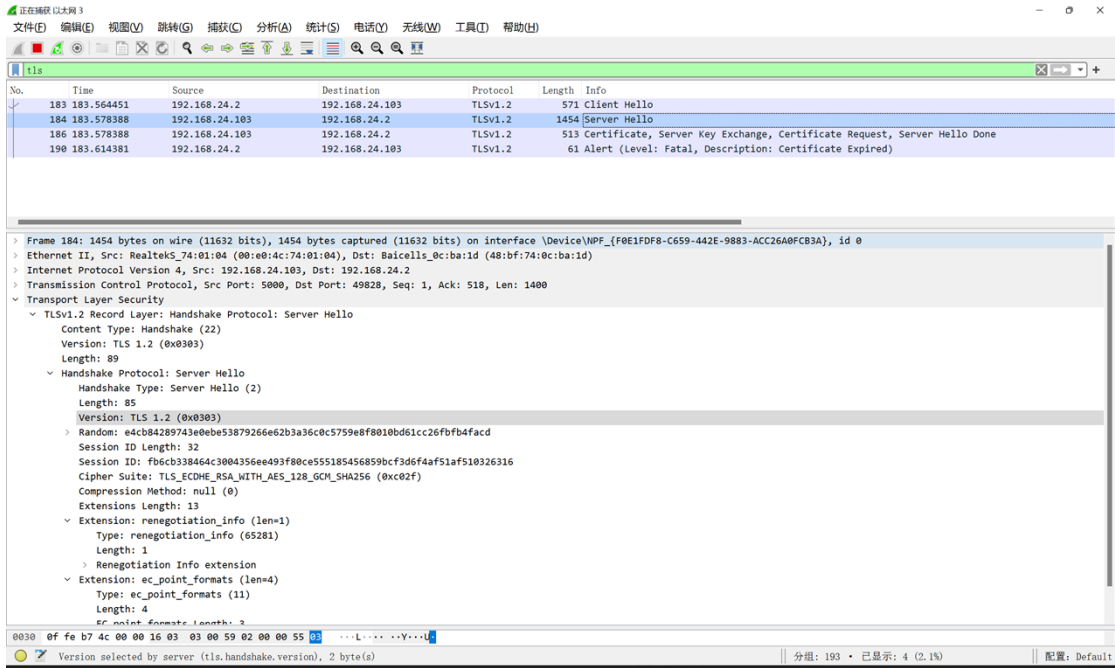 正在捕获 以太网 3
文件(F) 编辑(E) 视图(V) 跳转(G) 捕获(C) 分析(A) 统计(S) 电话(Y) 无线(W) 工具(T) 帮助(H)
tls
No. Time Source Destination Protocol Length Info
183 183.564451 192.168.24.2 192.168.24.103 TLSv1.2 571 Client Hello
184 183.578388 192.168.24.103 192.168.24.2 TLSv1.2 1454 Server Hello
186 183.578388 192.168.24.103 192.168.24.2 TLSv1.2 513 Certificate, Server Key Exchange, Certificate Request, Server Hello Done
190 183.614381 192.168.24.2 192.168.24.103 TLSv1.2 61 Alert (Level: Fatal, Description: Certificate Expired)
Frame 184: 1454 bytes on wire (11632 bits), 1454 bytes captured (11632 bits) on interface \Device\NPF_{F0E1FDF8-C659-442E-9883-ACC26A0FCB3A}, id 0
Ethernet II, Src: RealtekS_74:01:04 (00:e0:4c:74:01:04), Dst: Baicells_0c:ba:1d (48:bf:74:0c:ba:1d)
Internet Protocol Version 4, Src: 192.168.24.103, Dst: 192.168.24.2
Transmission Control Protocol, Src Port: 5000, Dst Port: 49828, Seq: 1, Ack: 518, Len: 1400
Transport Layer Security
TLSv1.2 Record Layer: Handshake Protocol: Server Hello
Content Type: Handshake (22)
Version: TLS 1.2 (0x0303)
Length: 89
Handshake Protocol: Server Hello
Handshake Type: Server Hello (2)
Length: 85
Version: TLS 1.2 (0x0303)
Random: e4cb84289743e0ebe53879266e62b3a36c0c5759e8f8010bd61cc26fbfb4facd
Session ID Length: 32
Session ID: fb6cb338464c3004356ee493f80ce555185456859bcf3d6f4af51af510326316
Cipher Suite: TLS_ECDHE_RSA_WITH_AES_128_GCM_SHA256 (0xc02f)
Compression Method: null (0)
Extensions Length: 13
Extension: renegotiation_info (len=1)
Type: renegotiation_info (65281)
Length: 1
Renegotiation Info extension
Extension: ec_point_formats (len=4)
Type: ec_point_formats (11)
Length: 4
EC point formats Length: 3
0030 0f fe b7 4c 00 00 16 03 03 00 59 02 00 00 55 03 ···L···· ··Y···U·
Version selected by server (tls.handshake.version), 2 byte(s) 分组: 193 · 已显示: 4 (2.1%) 配置: Default